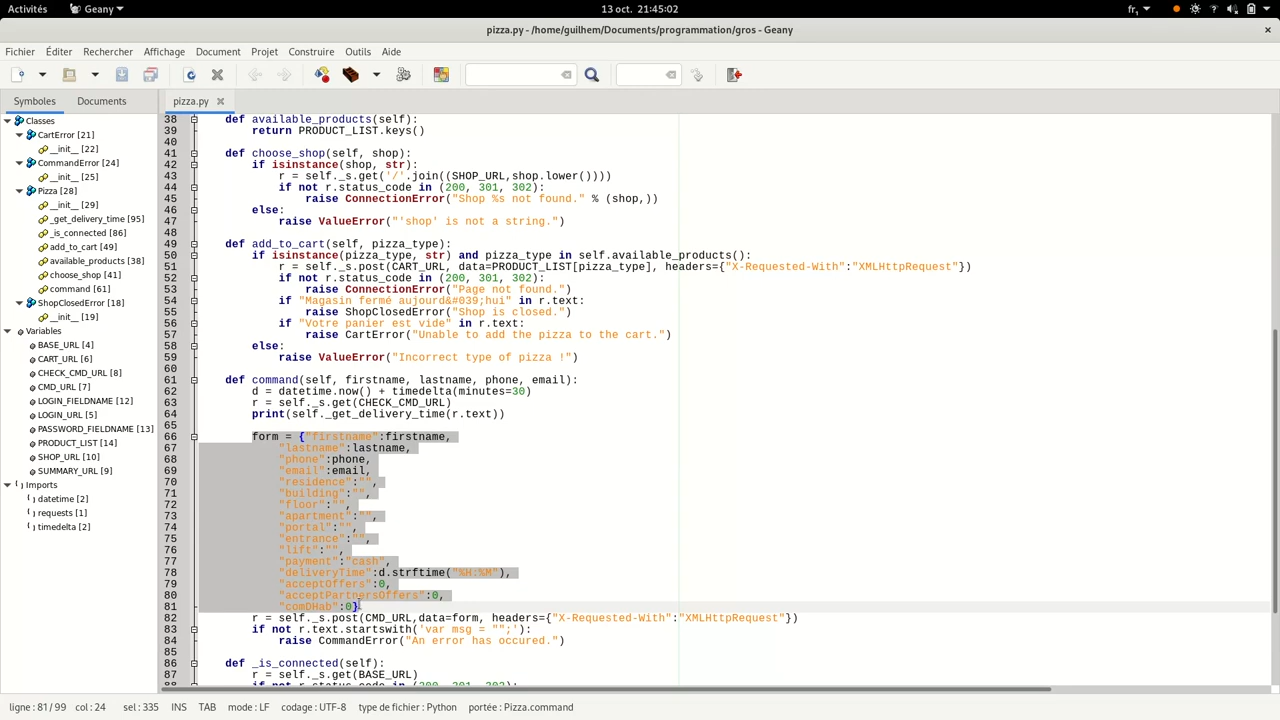 Activités
Geany
13 oct. 21:45:02
fr₁
pizza.py - /home/guilhem/Documents/programmation/gros - Geany
Fichier Éditer Rechercher Affichage Document Projet Construire Outils Aide
Symboles Documents
Classes
CartError [21]
__init__ [22]
CommandError [24]
__init__ [25]
Pizza [28]
__init__ [29]
_get_delivery_time [95]
_is_connected [86]
add_to_cart [49]
available_products [38]
choose_shop [41]
command [61]
ShopClosedError [18]
__init__ [19]
Variables
BASE_URL [4]
CART_URL [6]
CHECK_CMD_URL [8]
CMD_URL [7]
LOGIN_FIELDNAME [12]
LOGIN_URL [5]
PASSWORD_FIELDNAME [13]
PRODUCT_LIST [14]
SHOP_URL [10]
SUMMARY_URL [9]
Imports
datetime [2]
requests [1]
timedelta [2]
pizza.py
38 def available_products(self):
39 return PRODUCT_LIST.keys()
40
41 def choose_shop(self, shop):
42 if isinstance(shop, str):
43 r = self._s.get('/'.join((SHOP_URL,shop.lower())))
44 if not r.status_code in (200, 301, 302):
45 raise ConnectionError("Shop %s not found." % (shop,))
46 else:
47 raise ValueError("'shop' is not a string.")
48
49 def add_to_cart(self, pizza_type):
50 if isinstance(pizza_type, str) and pizza_type in self.available_products():
51 r = self._s.post(CART_URL, data=PRODUCT_LIST[pizza_type], headers={"X-Requested-With":"XMLHttpRequest"})
52 if not r.status_code in (200, 301, 302):
53 raise ConnectionError("Page not found.")
54 if "Magasin fermé aujourd&#039;hui" in r.text:
55 raise ShopClosedError("Shop is closed.")
56 if "Votre panier est vide" in r.text:
57 raise CartError("Unable to add the pizza to the cart.")
58 else:
59 raise ValueError("Incorrect type of pizza !")
60
61 def command(self, firstname, lastname, phone, email):
62 d = datetime.now() + timedelta(minutes=30)
63 r = self._s.get(CHECK_CMD_URL)
64 print(self._get_delivery_time(r.text))
65
66 form = {"firstname":firstname,
67 "lastname":lastname,
68 "phone":phone,
69 "email":email,
70 "residence":"",
71 "building":"",
72 "floor":"",
73 "apartment":"",
74 "portal":"",
75 "entrance":"",
76 "lift":"",
77 "payment":"cash",
78 "deliveryTime":d.strftime("%H:%M"),
79 "acceptOffers":0,
80 "acceptPartnersOffers":0,
81 "comDHab":0}
82 r = self._s.post(CMD_URL,data=form, headers={"X-Requested-With":"XMLHttpRequest"})
83 if not r.text.startswith('var msg = "";'):
84 raise CommandError("An error has occured.")
85
86 def _is_connected(self):
87 r = self._s.get(BASE_URL)
88 if not r.status_code in (200, 301, 302):
ligne : 81 / 99 col : 24 sel : 335 INS TAB mode : LF codage : UTF-8 type de fichier : Python portée : Pizza.command